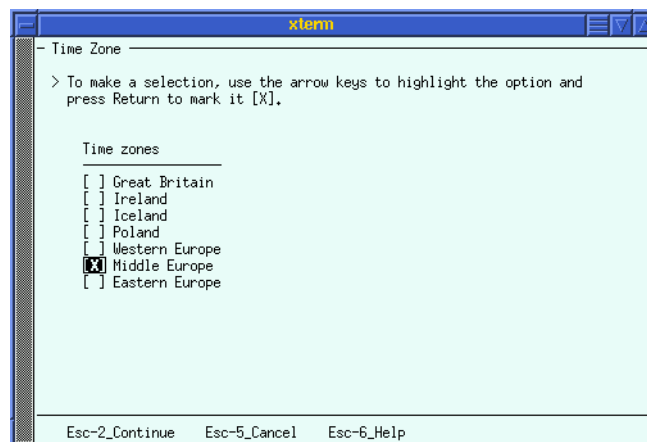 xterm
Time Zone
> To make a selection, use the arrow keys to highlight the option and
press Return to mark it [X].
Time zones
[ ] Great Britain
[ ] Ireland
[ ] Iceland
[ ] Poland
[ ] Western Europe
[X] Middle Europe
[ ] Eastern Europe
Esc-2_Continue Esc-5_Cancel Esc-6_Help